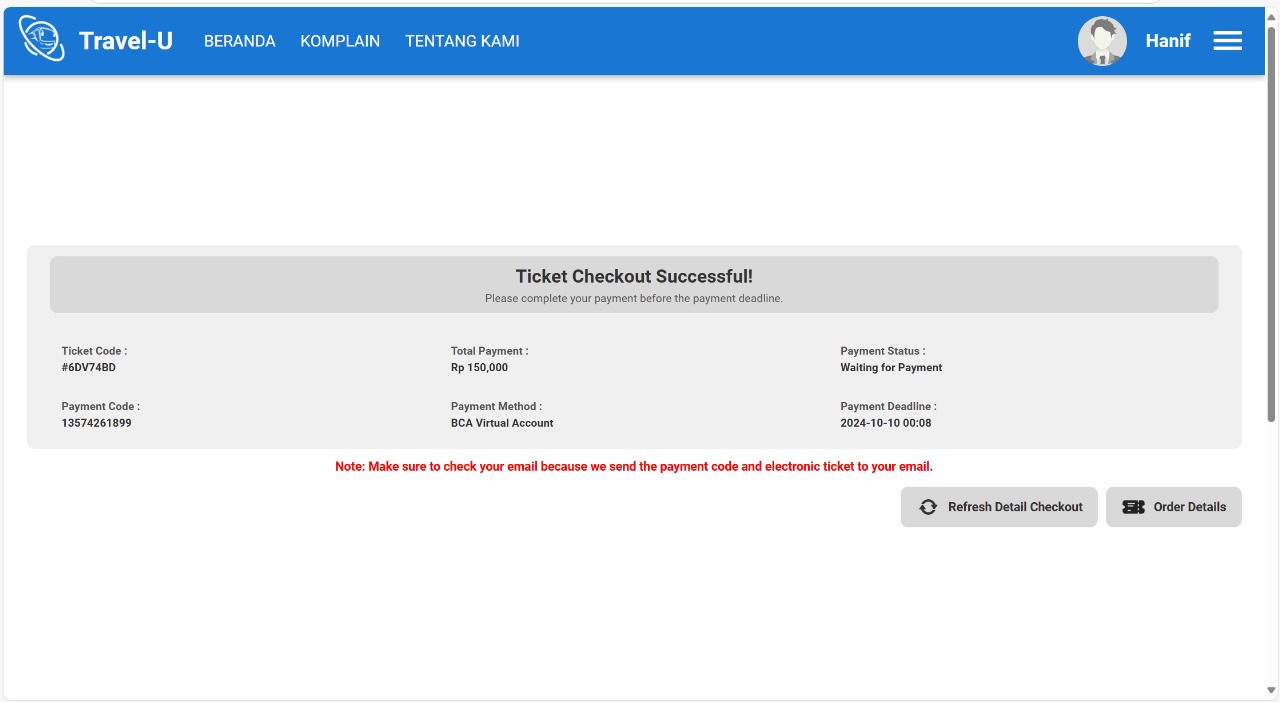 Travel-U BERANDA KOMPLAIN TENTANG KAMI Hanif
Ticket Checkout Successful!
Please complete your payment before the payment deadline.
Ticket Code : Total Payment : Payment Status :
#6DV74BD Rp 150,000 Waiting for Payment
Payment Code : Payment Method : Payment Deadline :
13574261899 BCA Virtual Account 2024-10-10 00:08
Note: Make sure to check your email because we send the payment code and electronic ticket to your email.
Refresh Detail Checkout Order Details